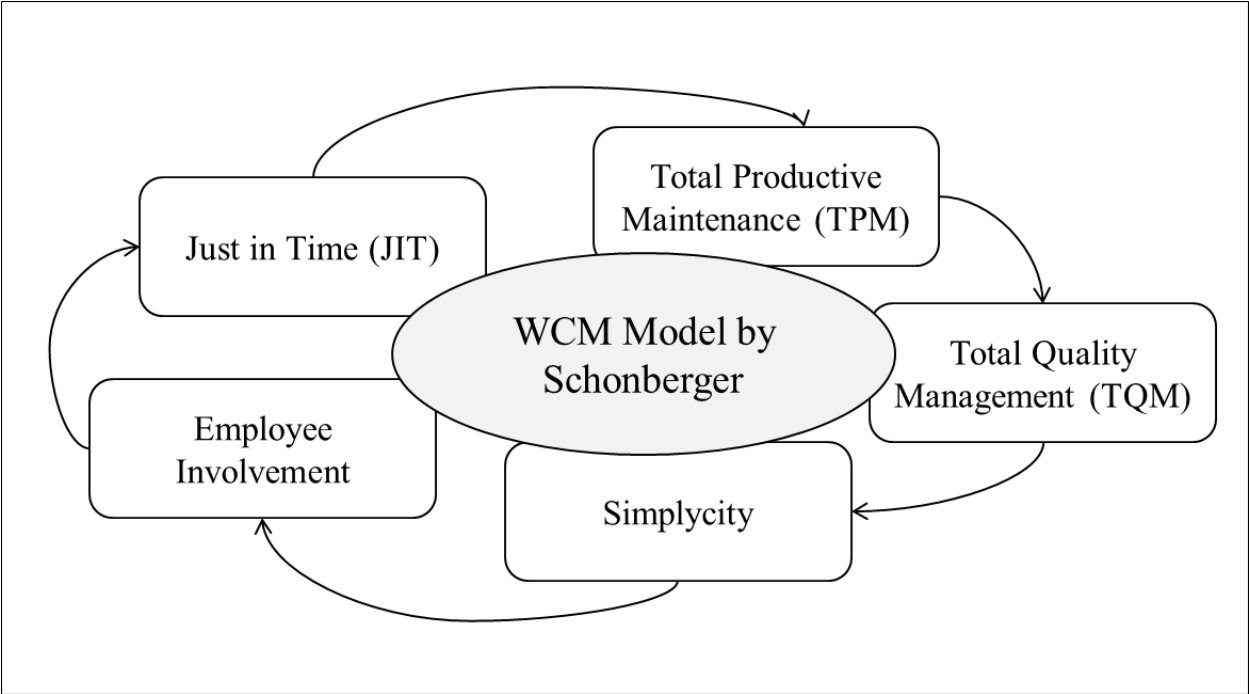 Total Productive
Maintenance (TPM)
Just in Time (JIT)
WCM Model by
Schonberger
Total Quality
Management (TQM)
Employee
Involvement
Simplycity